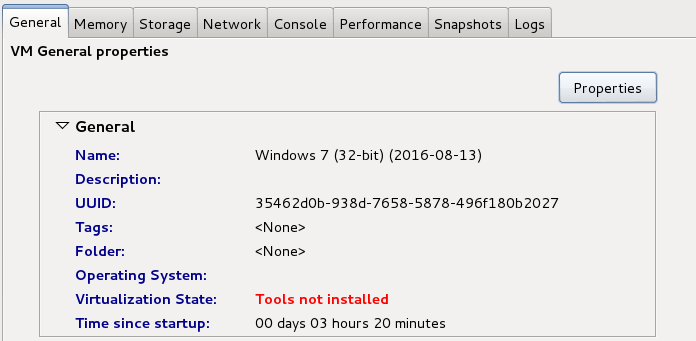 General Memory Storage Network Console Performance Snapshots Logs
VM General properties
Properties
General
Name: Windows 7 (32-bit) (2016-08-13)
Description:
UUID: 35462d0b-938d-7658-5878-496f180b2027
Tags: <None>
Folder: <None>
Operating System:
Virtualization State: Tools not installed
Time since startup: 00 days 03 hours 20 minutes